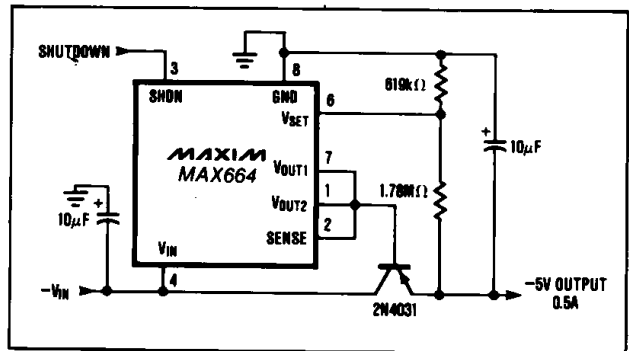 SHUTDOWN
3
8
SHDN
GND
619kΩ
6
VSET
MAXIM
MAX664
VOUT1
7
10µF
VOUT2
1
1.78MΩ
SENSE
2
10µF
VIN
4
-VIN
2N4031
-5V OUTPUT
0.5A